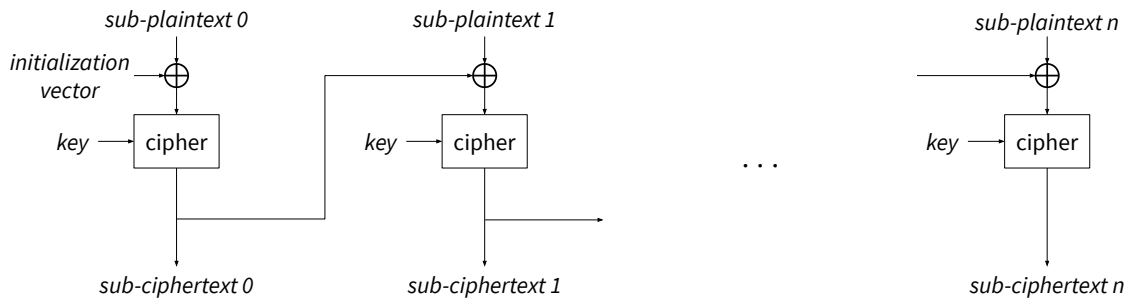 sub-plaintext 0
sub-plaintext 1
sub-plaintext n
initialization
vector
key
cipher
key
cipher
. . .
key
cipher
sub-ciphertext 0
sub-ciphertext 1
sub-ciphertext n